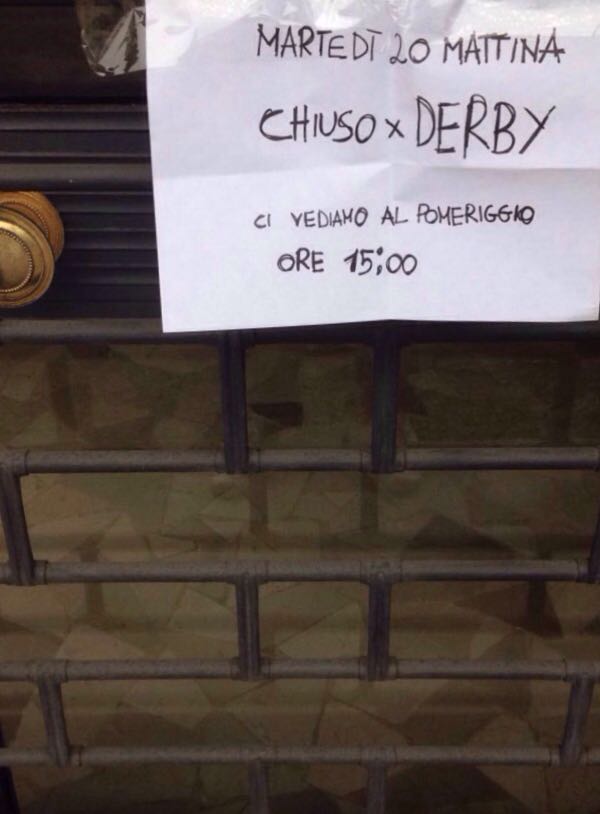 MARTEDÌ 20 MATTINA
CHIUSO x DERBY
CI VEDIAMO AL POMERIGGIO
ORE 15:00